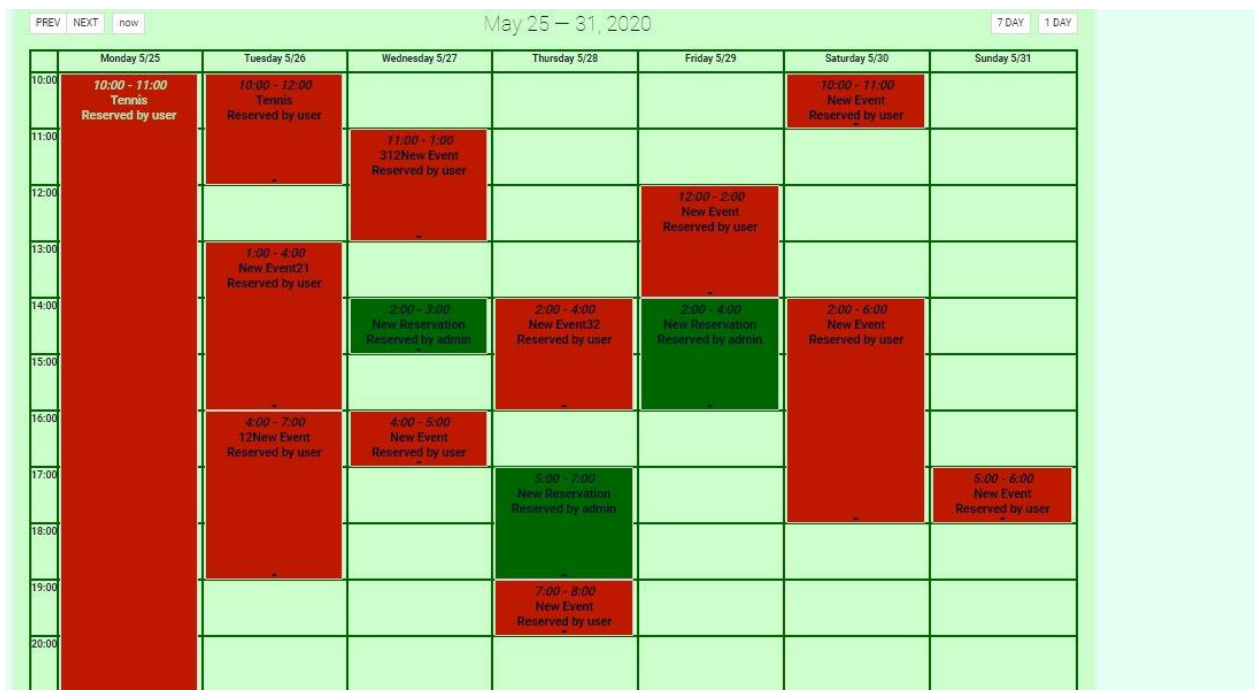 PREV NEXT now May 25 — 31, 2020 7 DAY 1 DAY
Monday 5/25 Tuesday 5/26 Wednesday 5/27 Thursday 5/28 Friday 5/29 Saturday 5/30 Sunday 5/31
10:00
11:00
12:00
13:00
14:00
15:00
16:00
17:00
18:00
19:00
20:00
10:00 - 11:00
Tennis
Reserved by user
10:00 - 12:00
Tennis
Reserved by user
1:00 - 4:00
New Event21
Reserved by user
4:00 - 7:00
12New Event
Reserved by user
11:00 - 1:00
312New Event
Reserved by user
2:00 - 3:00
New Reservation
Reserved by admin
4:00 - 5:00
New Event
Reserved by user
2:00 - 4:00
New Event32
Reserved by user
5:00 - 7:00
New Reservation
Reserved by admin
7:00 - 8:00
New Event
Reserved by user
12:00 - 2:00
New Event
Reserved by user
2:00 - 4:00
New Reservation
Reserved by admin
10:00 - 11:00
New Event
Reserved by user
2:00 - 6:00
New Event
Reserved by user
5:00 - 6:00
New Event
Reserved by user